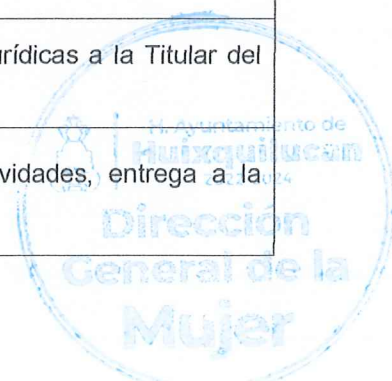 urídicas a la Titular del
H. Ayuntamiento de
Huixquilucan
vidades, entrega a la
Dirección
General de la
Mujer